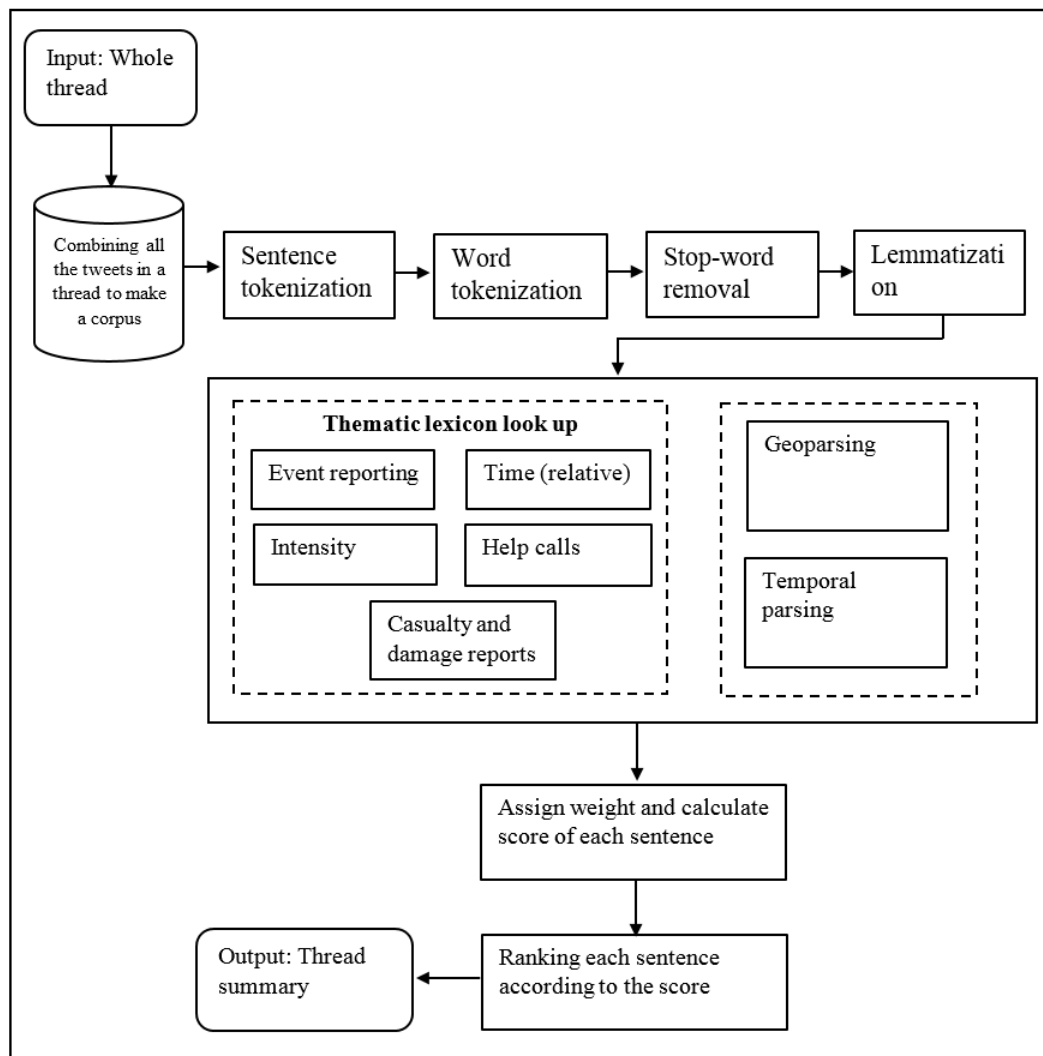 Input: Whole
thread
Combining all
the tweets in a
thread to make
a corpus
Sentence
tokenization
Word
tokenization
Stop-word
removal
Lemmatizati
on
Thematic lexicon look up
Event reporting
Time (relative)
Intensity
Help calls
Casualty and
damage reports
Geoparsing
Temporal
parsing
Assign weight and calculate
score of each sentence
Ranking each sentence
according to the score
Output: Thread
summary